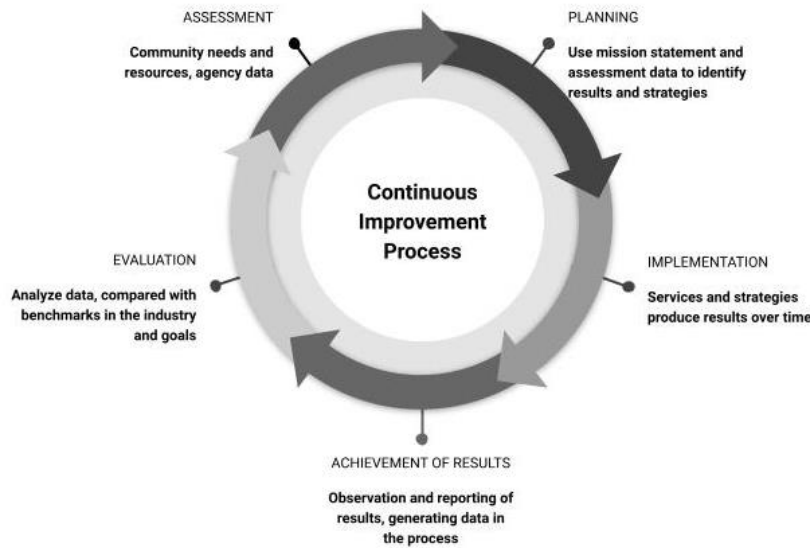 ASSESSMENT
Community needs and
resources, agency data
PLANNING
Use mission statement and
assessment data to identify
results and strategies
Continuous
Improvement
Process
EVALUATION
Analyze data, compared with
benchmarks in the industry
and goals
IMPLEMENTATION
Services and strategies
produce results over time
ACHIEVEMENT OF RESULTS
Observation and reporting of
results, generating data in
the process